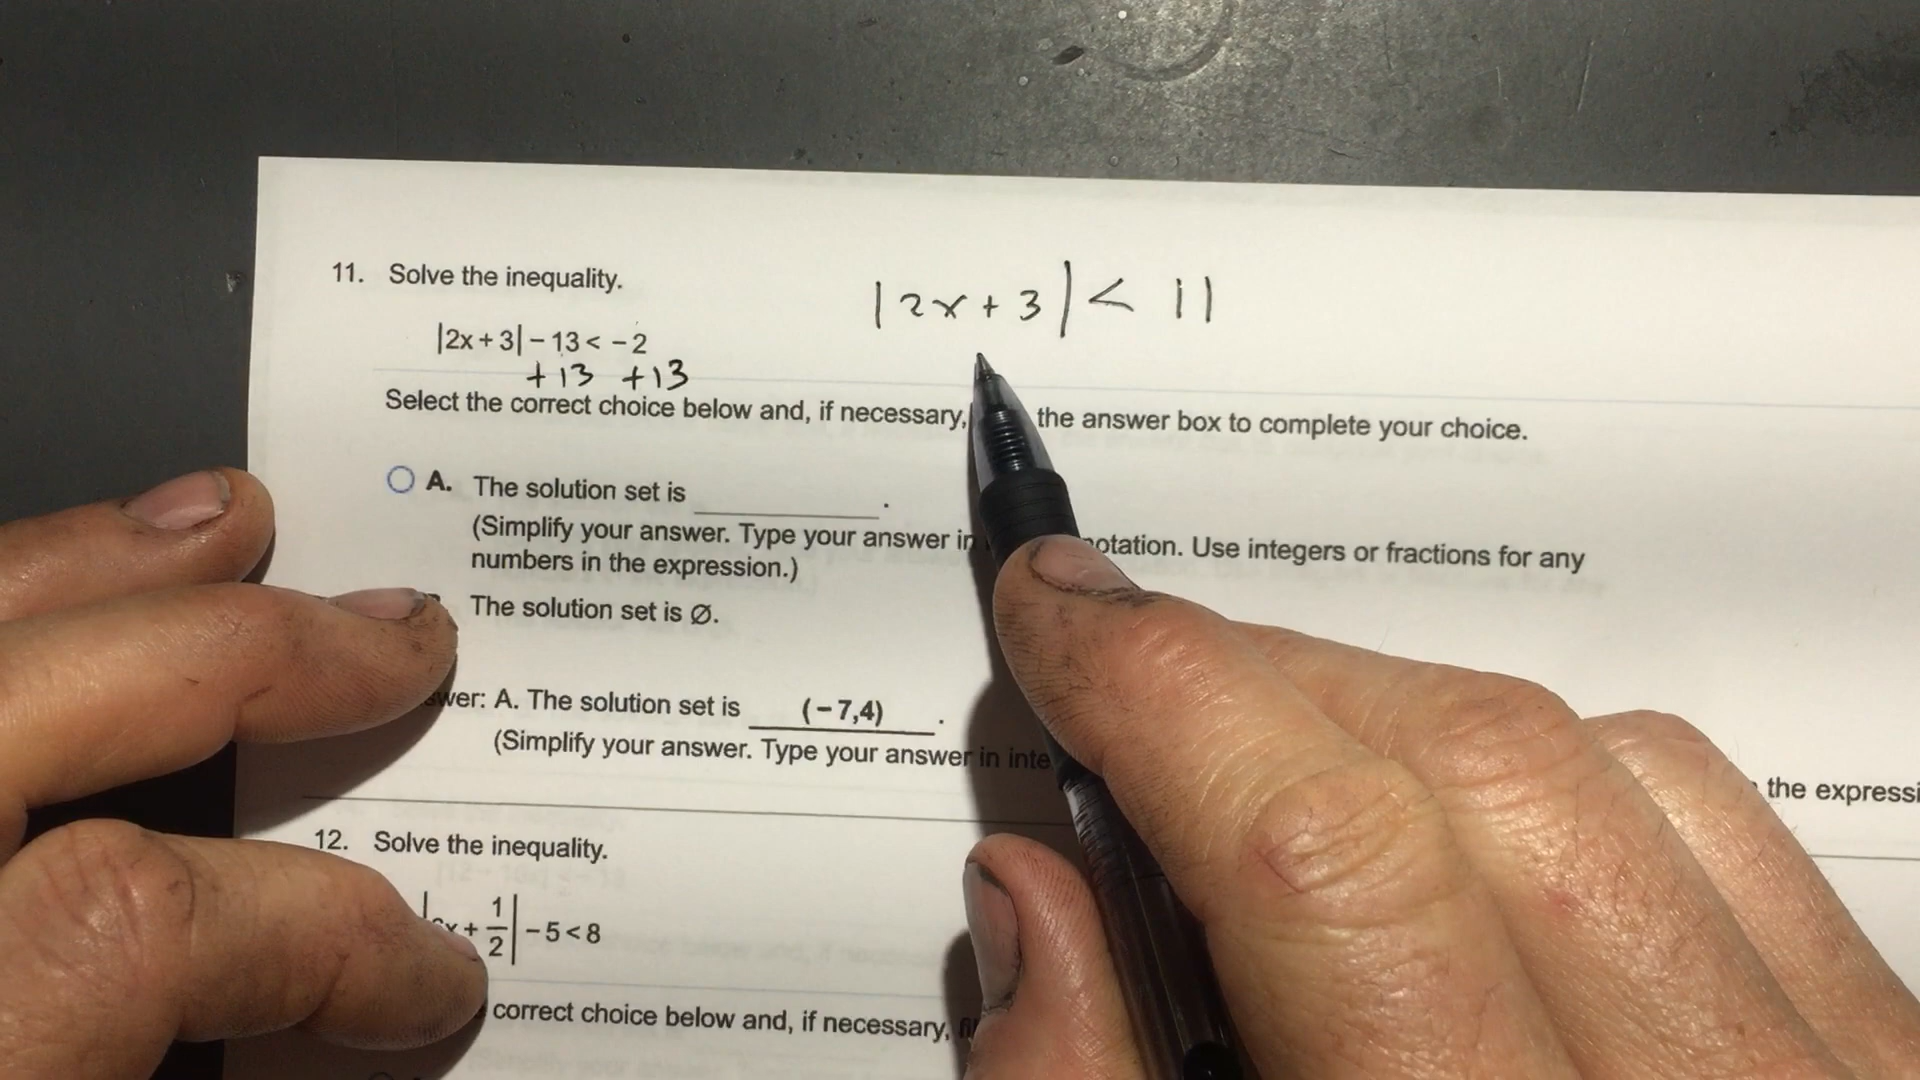 11. Solve the inequality.
|2x + 3| < 11
|2x + 3| − 13 < − 2
+13 +13
Select the correct choice below and, if necessary, the answer box to complete your choice.
A. The solution set is ________.
(Simplify your answer. Type your answer in notation. Use integers or fractions for any
numbers in the expression.)
The solution set is Ø.
wer: A. The solution set is (−7,4).
(Simplify your answer. Type your answer in inte
the expressi
12. Solve the inequality.
x + 1/2| − 5 < 8
correct choice below and, if necessary,